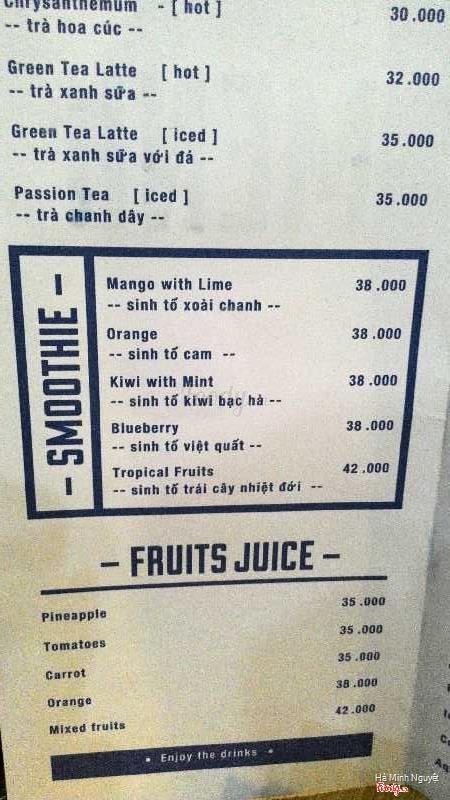 Chrysanthemum - [ hot ] 30.000
-- trà hoa cúc --
Green Tea Latte [ hot ] 32.000
-- trà xanh sữa --
Green Tea Latte [ iced ] 35.000
-- trà xanh sữa với đá --
Passion Tea [ iced ] 35.000
-- trà chanh dây --
– SMOOTHIE –
Mango with Lime 38.000
-- sinh tố xoài chanh --
Orange 38.000
-- sinh tố cam --
Kiwi with Mint 38.000
-- sinh tố kiwi bạc hà --
Blueberry 38.000
-- sinh tố việt quất --
Tropical Fruits 42.000
-- sinh tố trái cây nhiệt đới --
– FRUITS JUICE –
Pineapple 35.000
Tomatoes 35.000
Carrot 35.000
Orange 38.000
Mixed fruits 42.000
• Enjoy the drinks •
Hà Minh Nguyệt
foody.vn